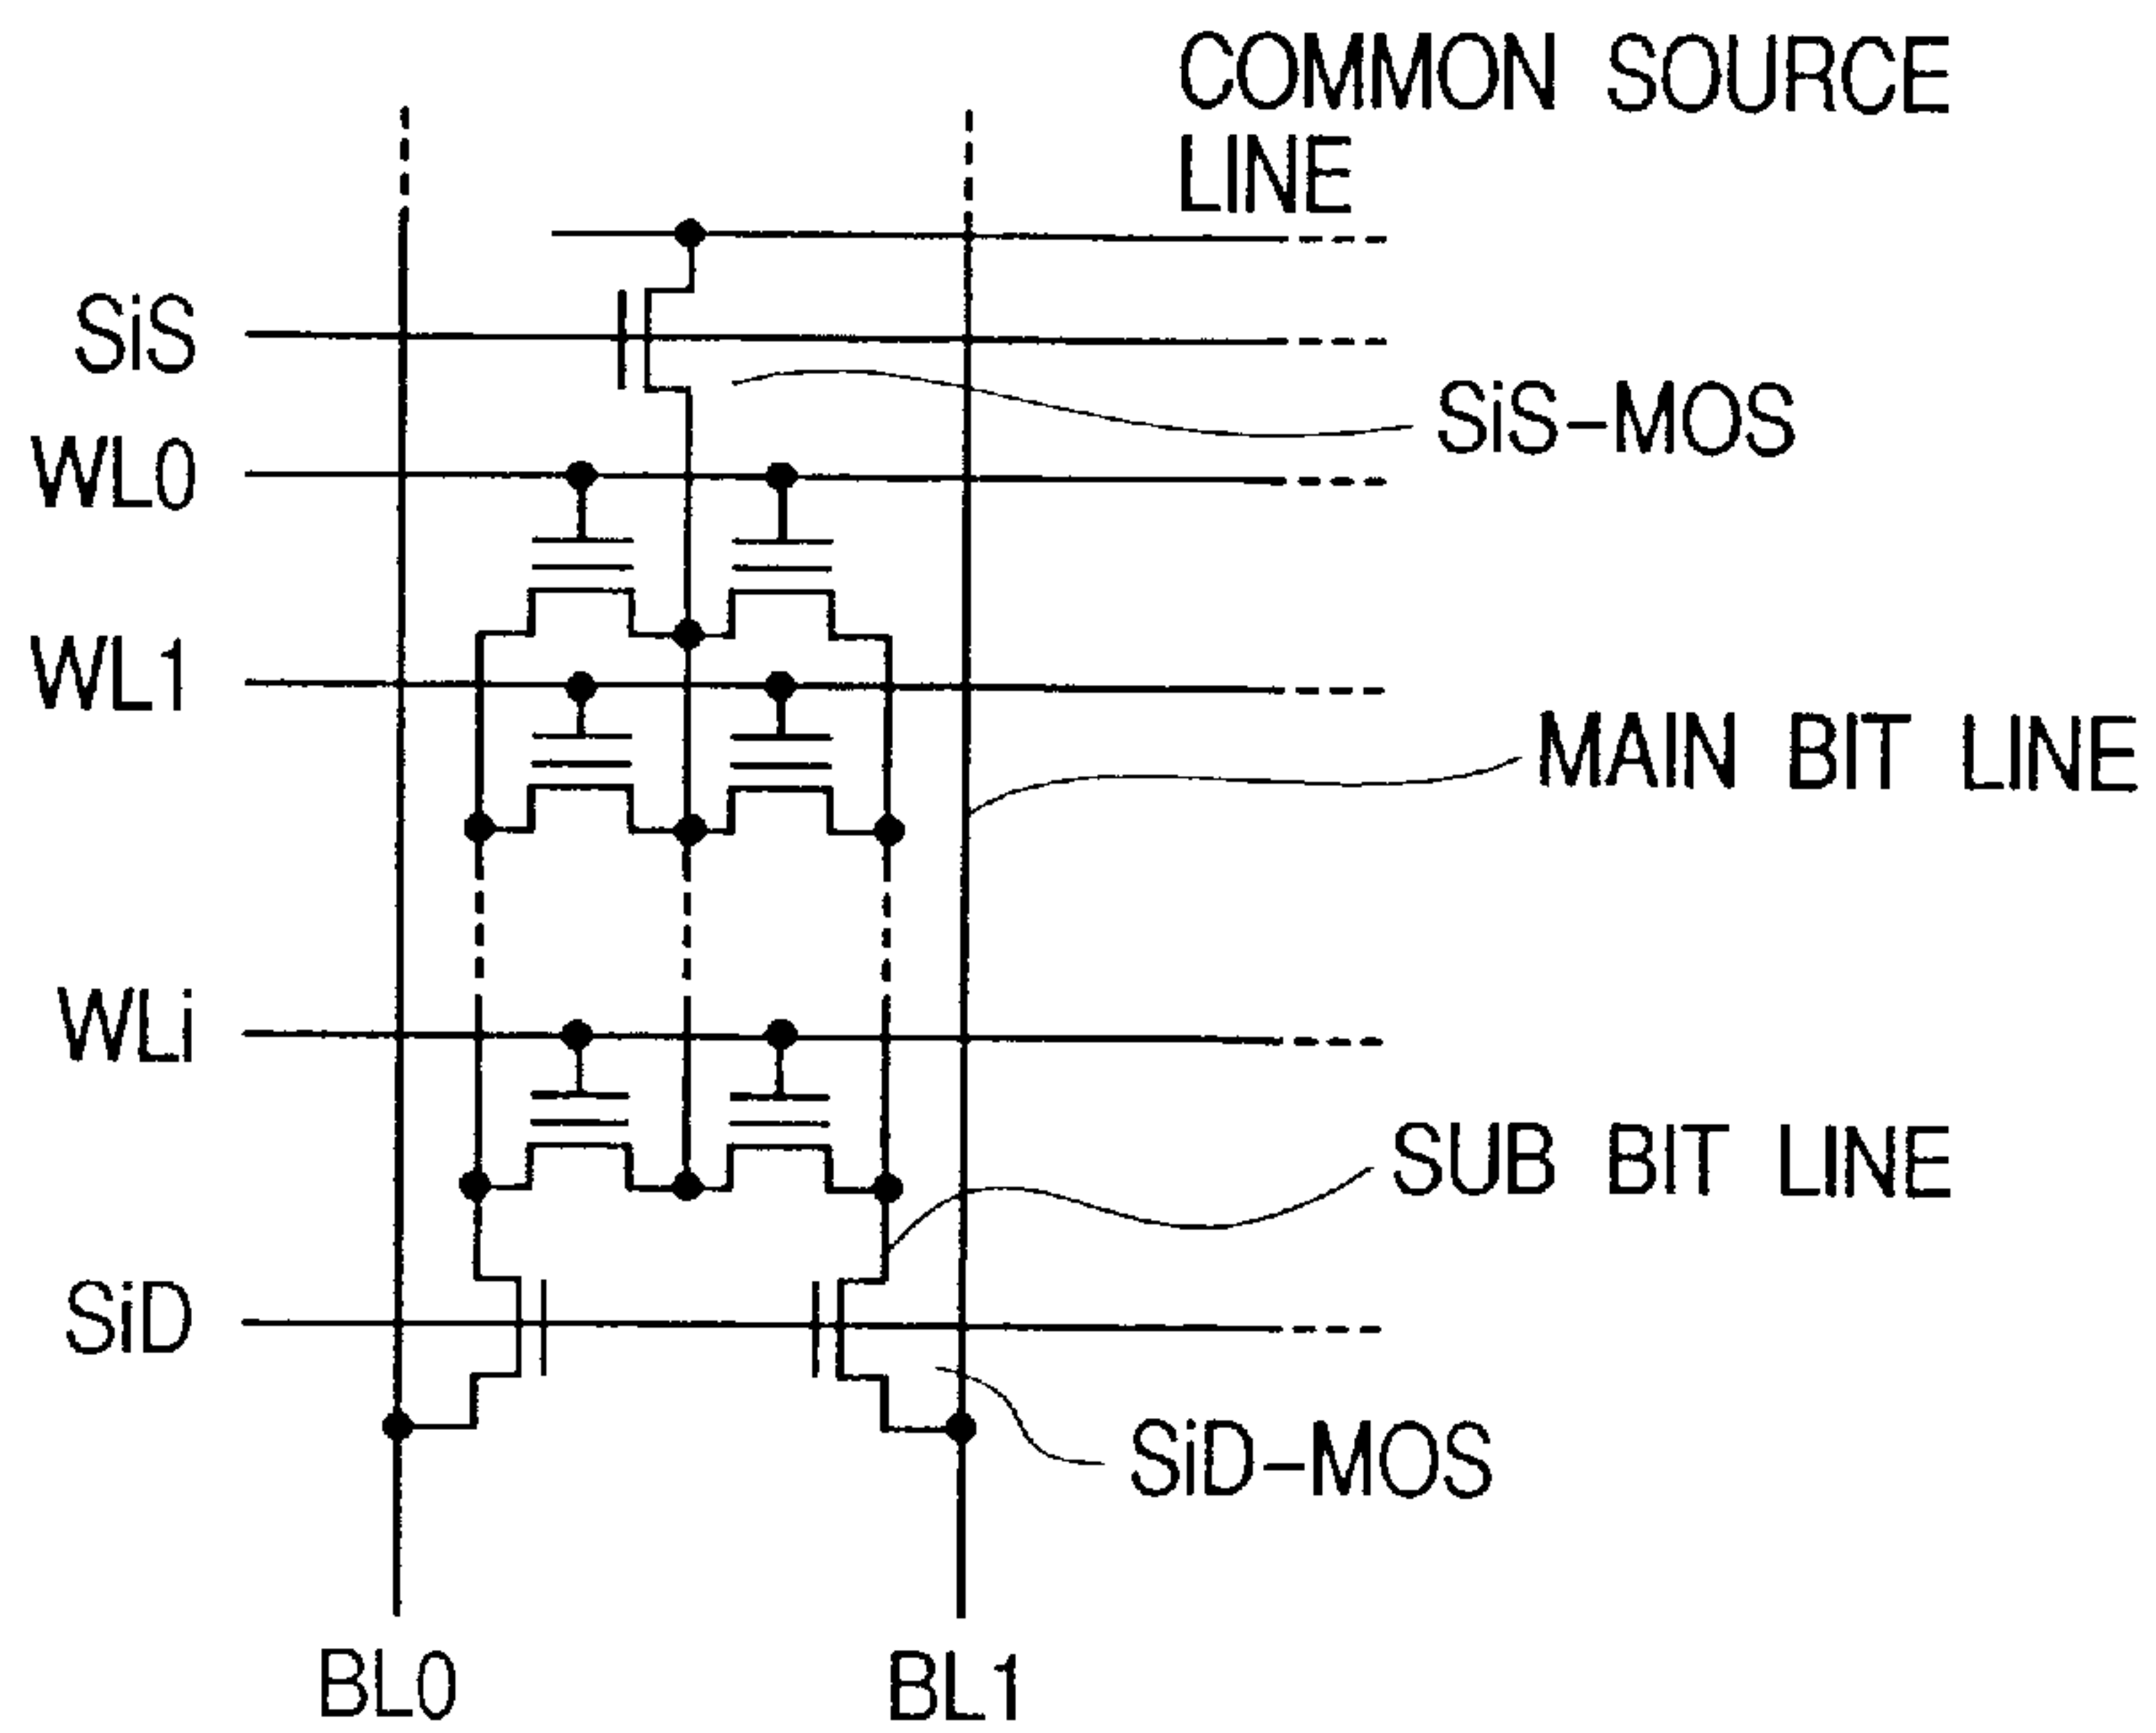 COMMON SOURCE
LINE
SiS
SiS-MOS
WL0
WL1
MAIN BIT LINE
WLi
SUB BIT LINE
SiD
SiD-MOS
BL0
BL1